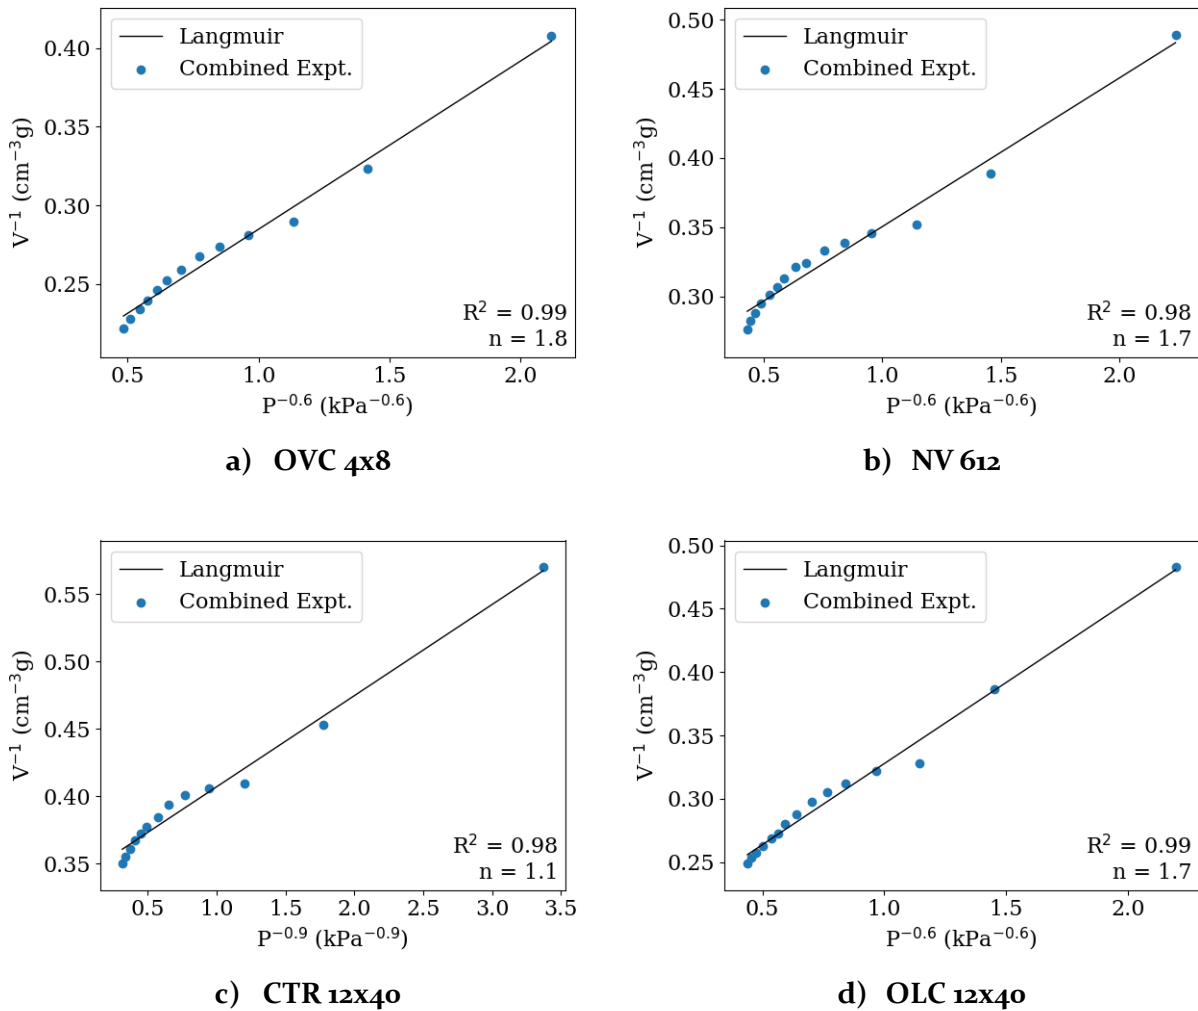 Langmuir
Combined Expt.
0.40
0.35
0.30
0.25
V⁻¹ (cm⁻³g)
R² = 0.99
n = 1.8
0.5 1.0 1.5 2.0
P⁻⁰·⁶ (kPa⁻⁰·⁶)
a) OVC 4x8
Langmuir
Combined Expt.
0.50
0.45
0.40
0.35
0.30
V⁻¹ (cm⁻³g)
R² = 0.98
n = 1.7
0.5 1.0 1.5 2.0
P⁻⁰·⁶ (kPa⁻⁰·⁶)
b) NV 612
Langmuir
Combined Expt.
0.55
0.50
0.45
0.40
0.35
V⁻¹ (cm⁻³g)
R² = 0.98
n = 1.1
0.5 1.0 1.5 2.0 2.5 3.0 3.5
P⁻⁰·⁹ (kPa⁻⁰·⁹)
c) CTR 12x40
Langmuir
Combined Expt.
0.50
0.45
0.40
0.35
0.30
0.25
V⁻¹ (cm⁻³g)
R² = 0.99
n = 1.7
0.5 1.0 1.5 2.0
P⁻⁰·⁶ (kPa⁻⁰·⁶)
d) OLC 12x40